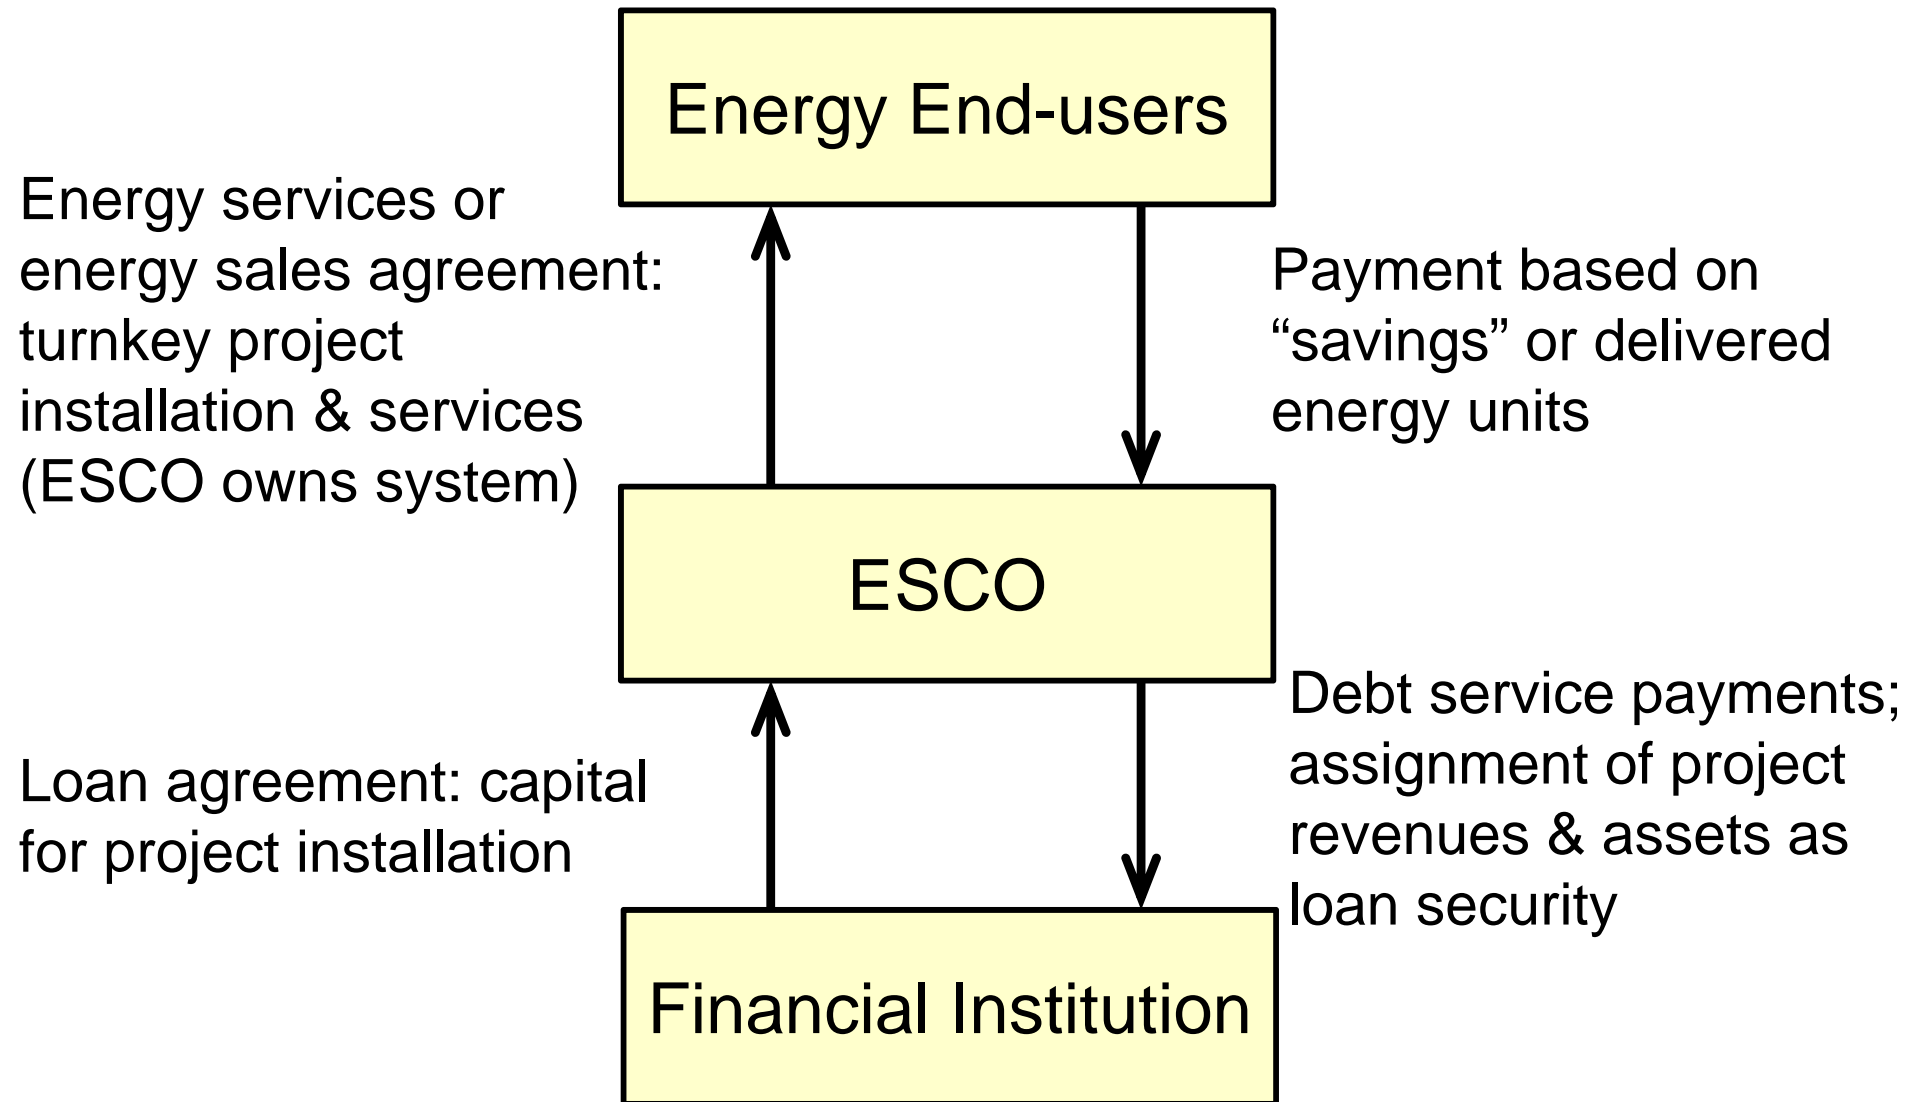 Energy End-users
Energy services or
energy sales agreement:
turnkey project
installation & services
(ESCO owns system)
Payment based on
“savings” or delivered
energy units
ESCO
Loan agreement: capital
for project installation
Debt service payments;
assignment of project
revenues & assets as
loan security
Financial Institution